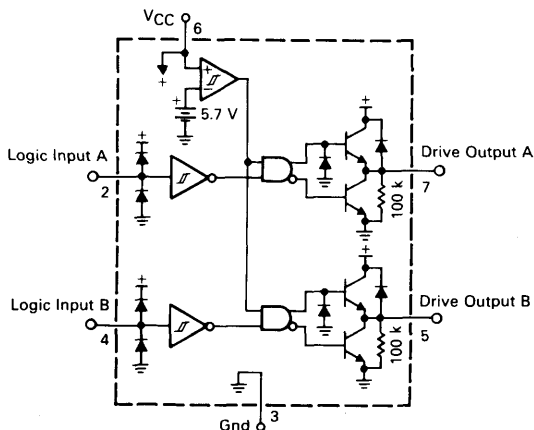 VCC
6
+
+
−
+
5.7 V
+
+
Logic Input A
Drive Output A
2
7
100 k
+
+
Logic Input B
Drive Output B
4
5
100 k
3
Gnd